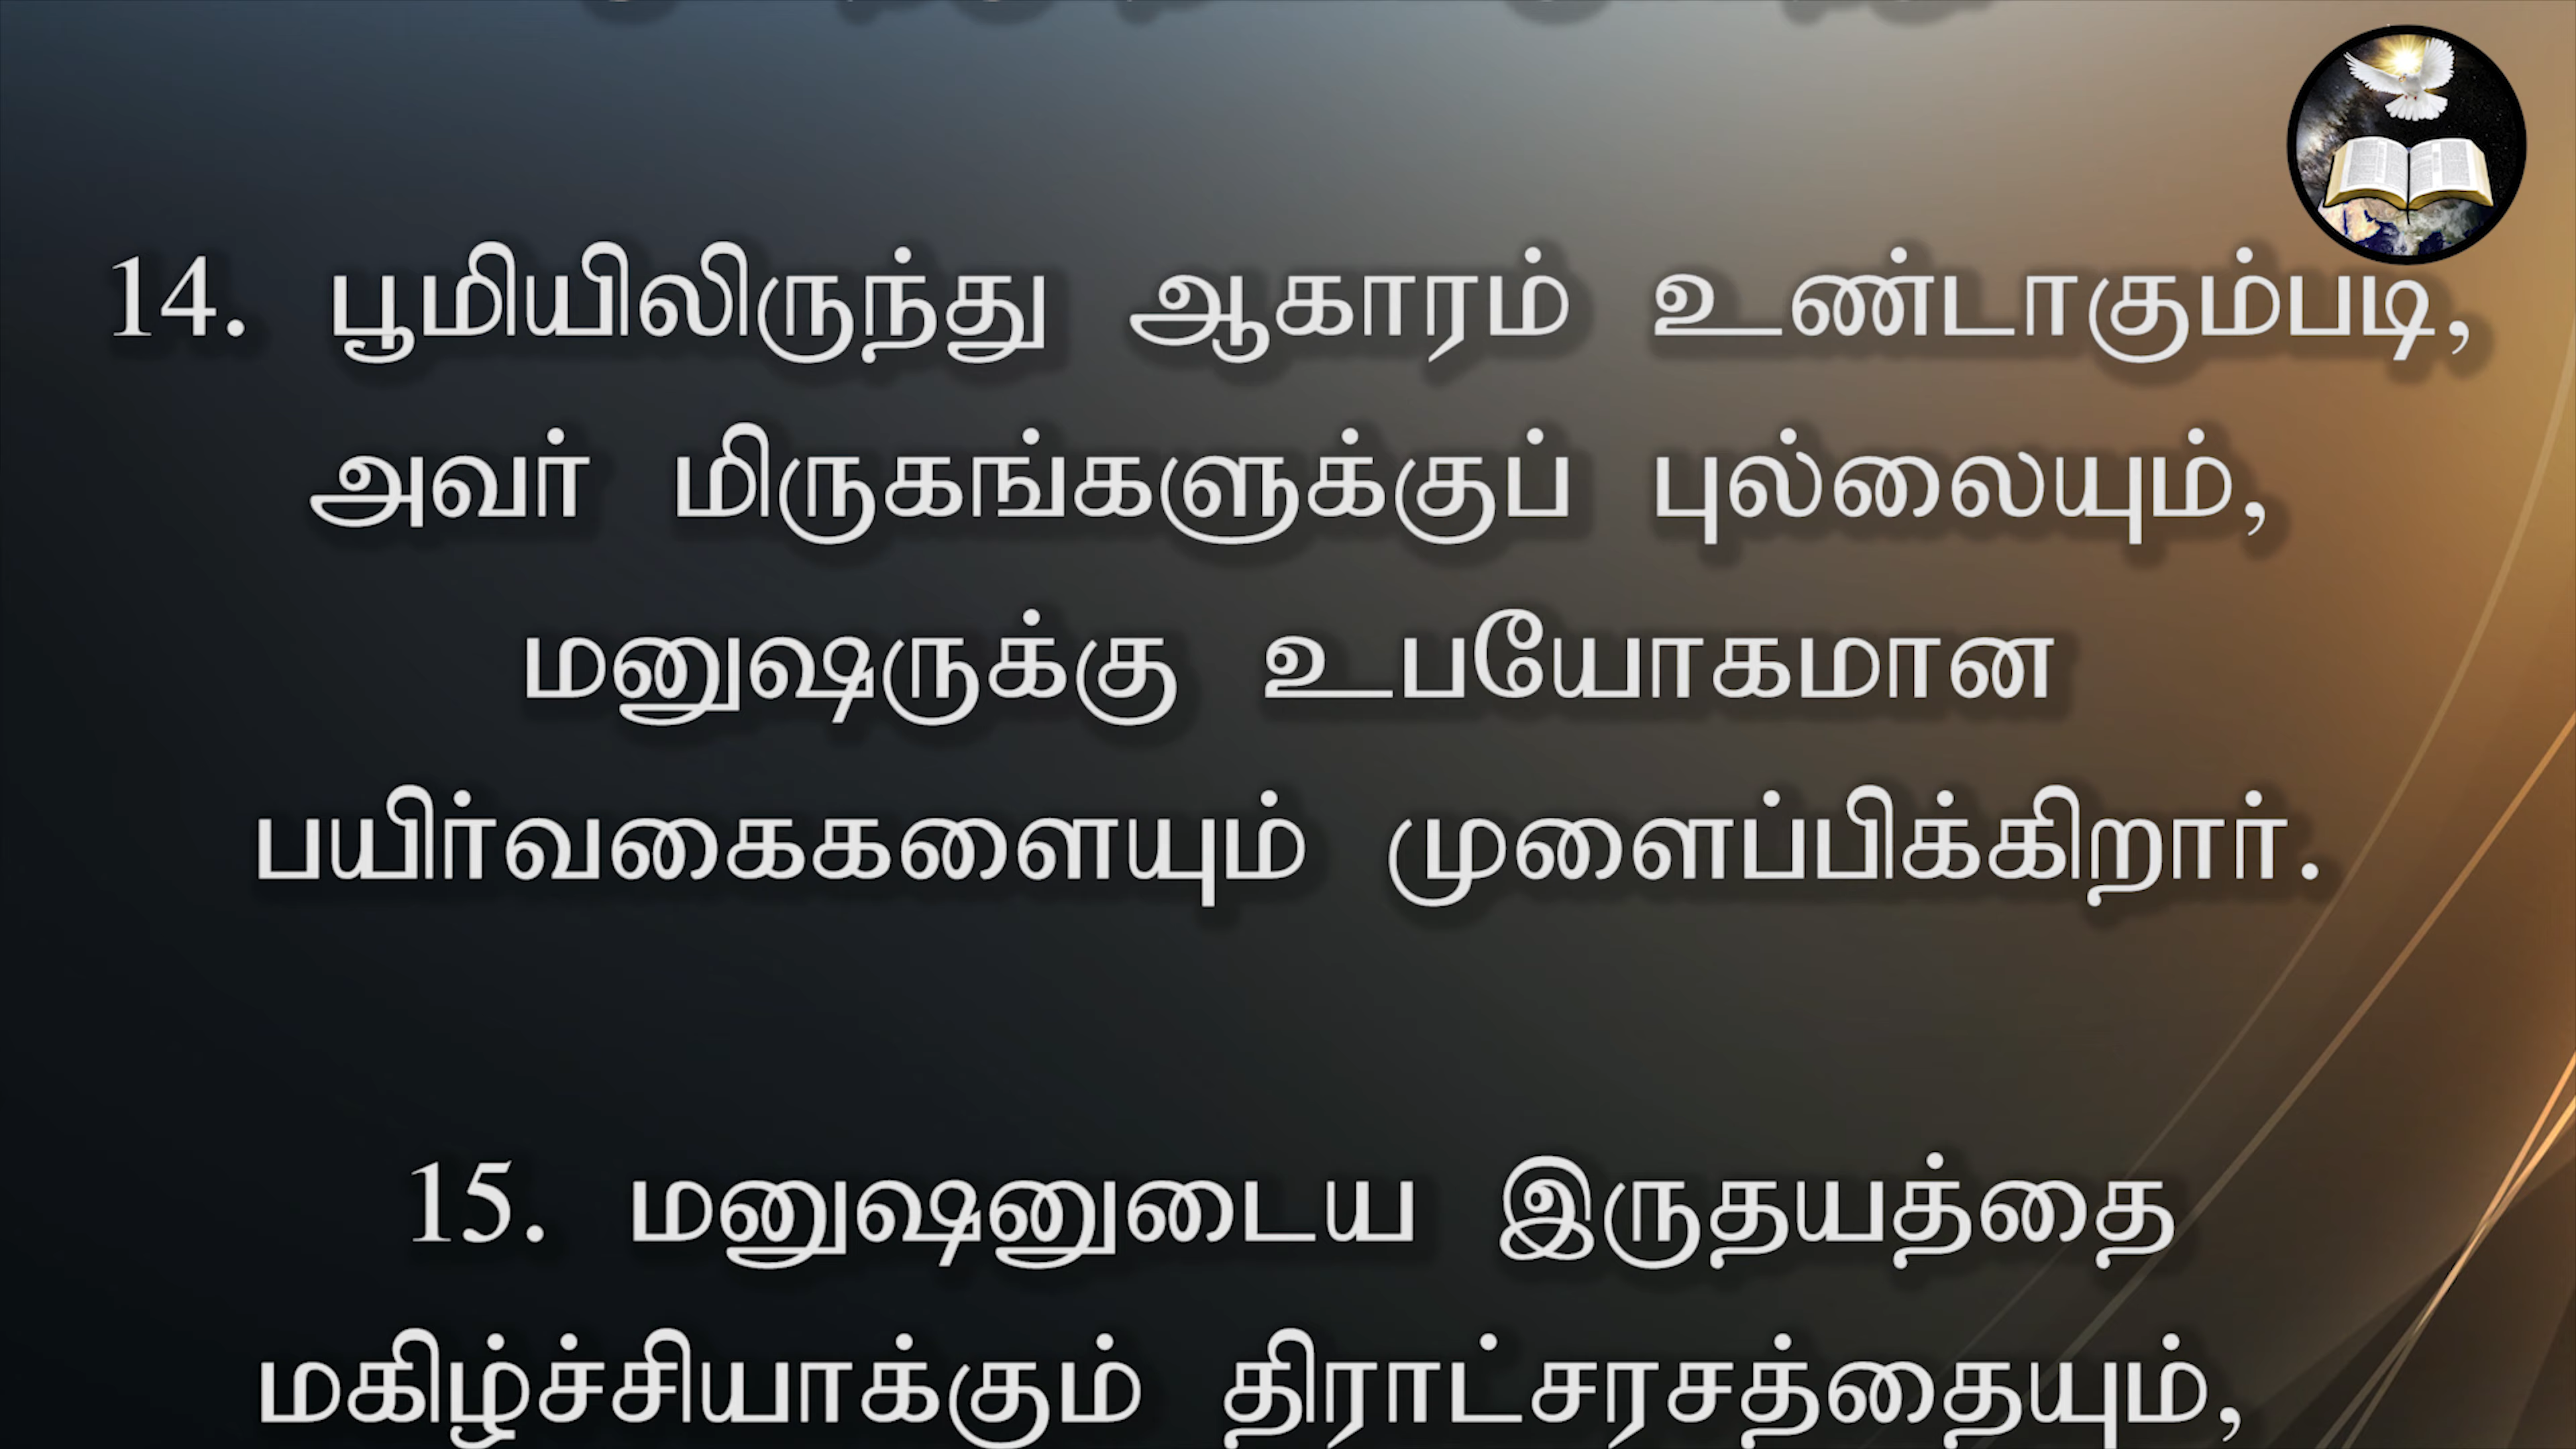 14. பூமியிலிருந்து ஆகாரம் உண்டாகும்படி,
அவர் மிருகங்களுக்குப் புல்லையும்,
மனுஷருக்கு உபயோகமான
பயிர்வகைகளையும் முளைப்பிக்கிறார்.
15. மனுஷனுடைய இருதயத்தை
மகிழ்ச்சியாக்கும் திராட்சரசத்தையும்,